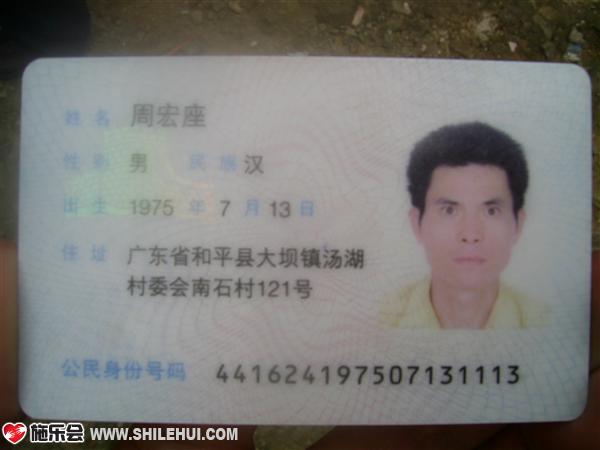 姓名 周宏座
性别 男 民族 汉
出生 1975 年 7 月 13 日
住址 广东省和平县大坝镇汤湖
村委会南石村121号
公民身份号码 441624197507131113
施乐会 WWW.SHILEHUI.COM